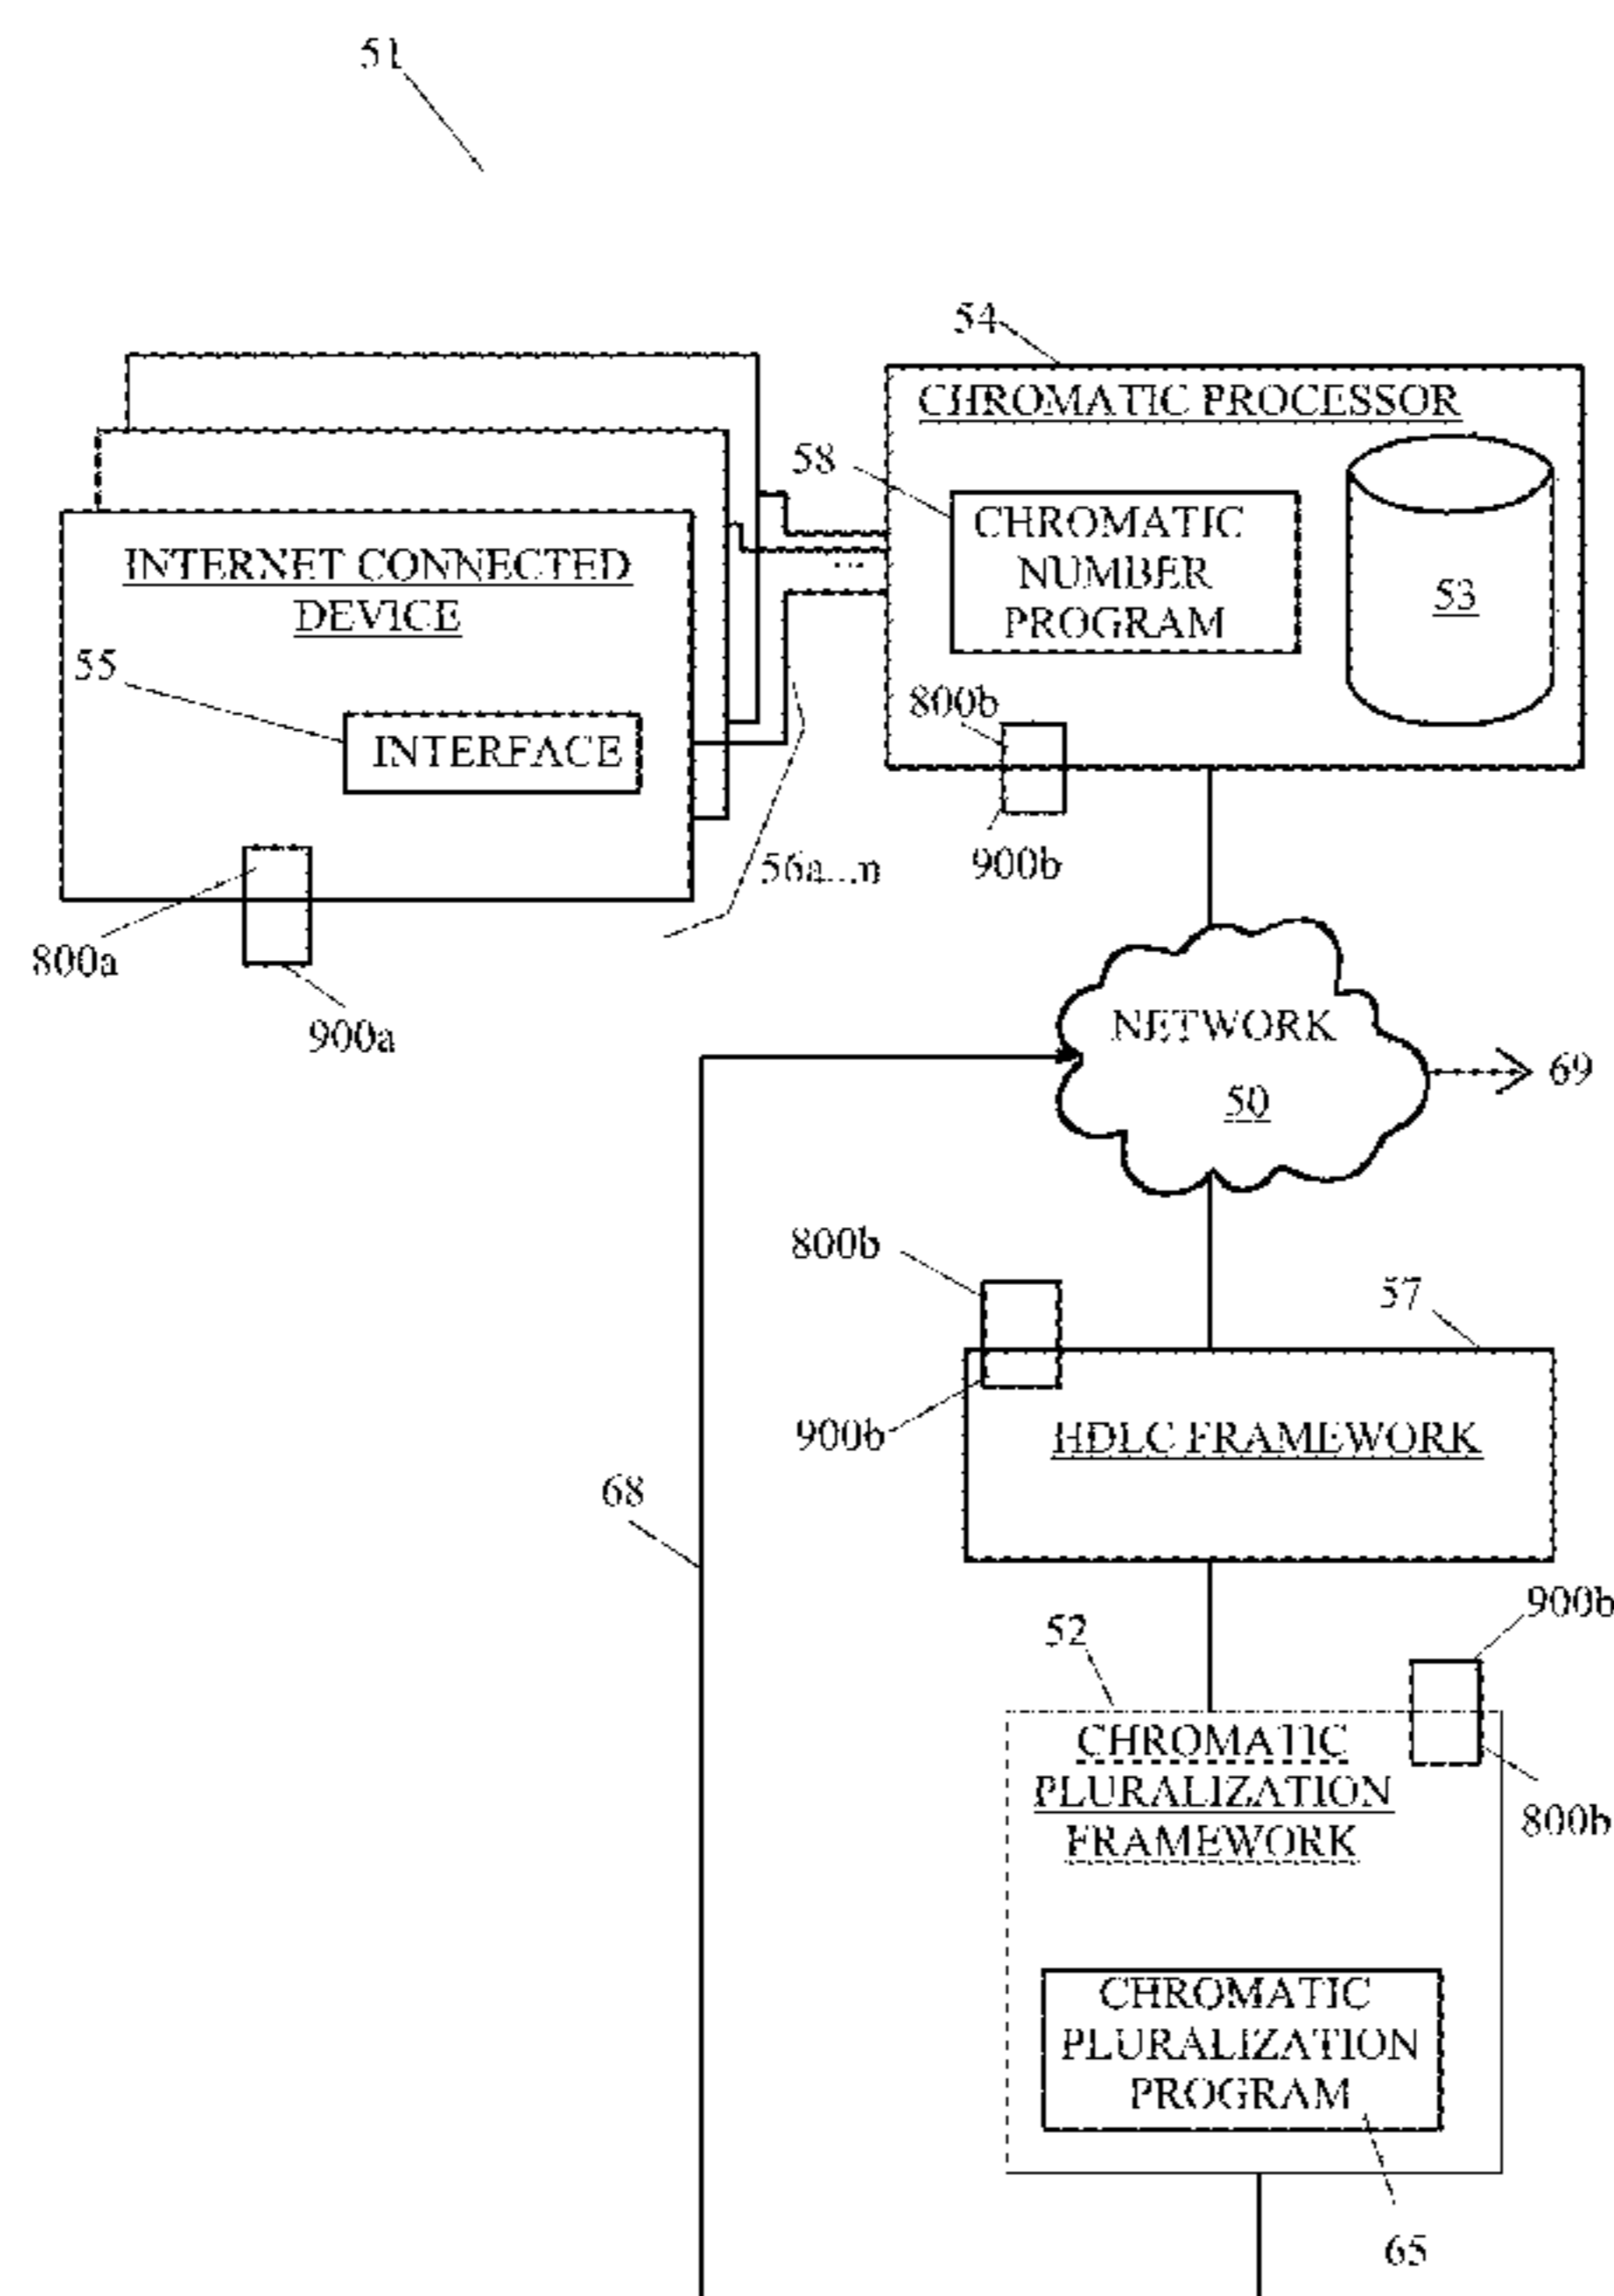 51
54
CHROMATIC PROCESSOR
58
CHROMATIC
NUMBER
PROGRAM
53
...
INTERNET CONNECTED
DEVICE
55
INTERFACE
800b
900b
56a...n
800a
900a
NETWORK
50
69
800b
57
900b
HDLC FRAMEWORK
68
900b
52
CHROMATIC
PLURALIZATION
FRAMEWORK
800b
CHROMATIC
PLURALIZATION
PROGRAM
65